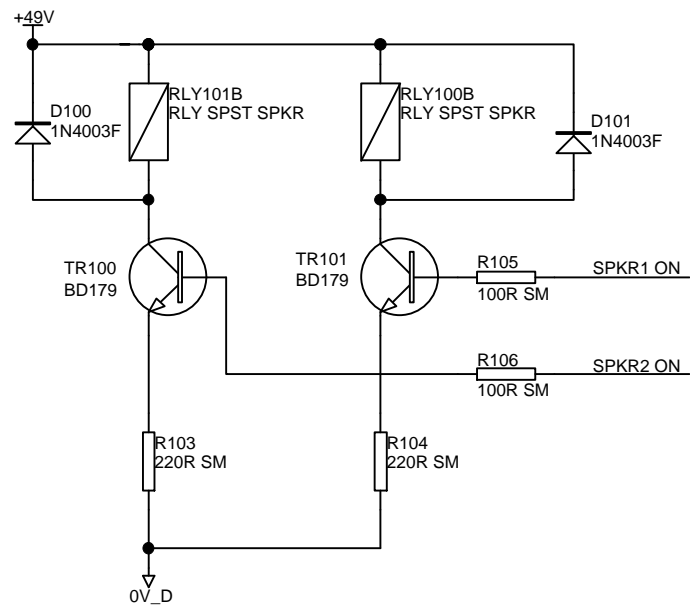 +49V
D100
1N4003F
RLY101B
RLY SPST SPKR
RLY100B
RLY SPST SPKR
D101
1N4003F
TR100
BD179
TR101
BD179
R105
100R SM
SPKR1 ON
R106
100R SM
SPKR2 ON
R103
220R SM
R104
220R SM
0V_D